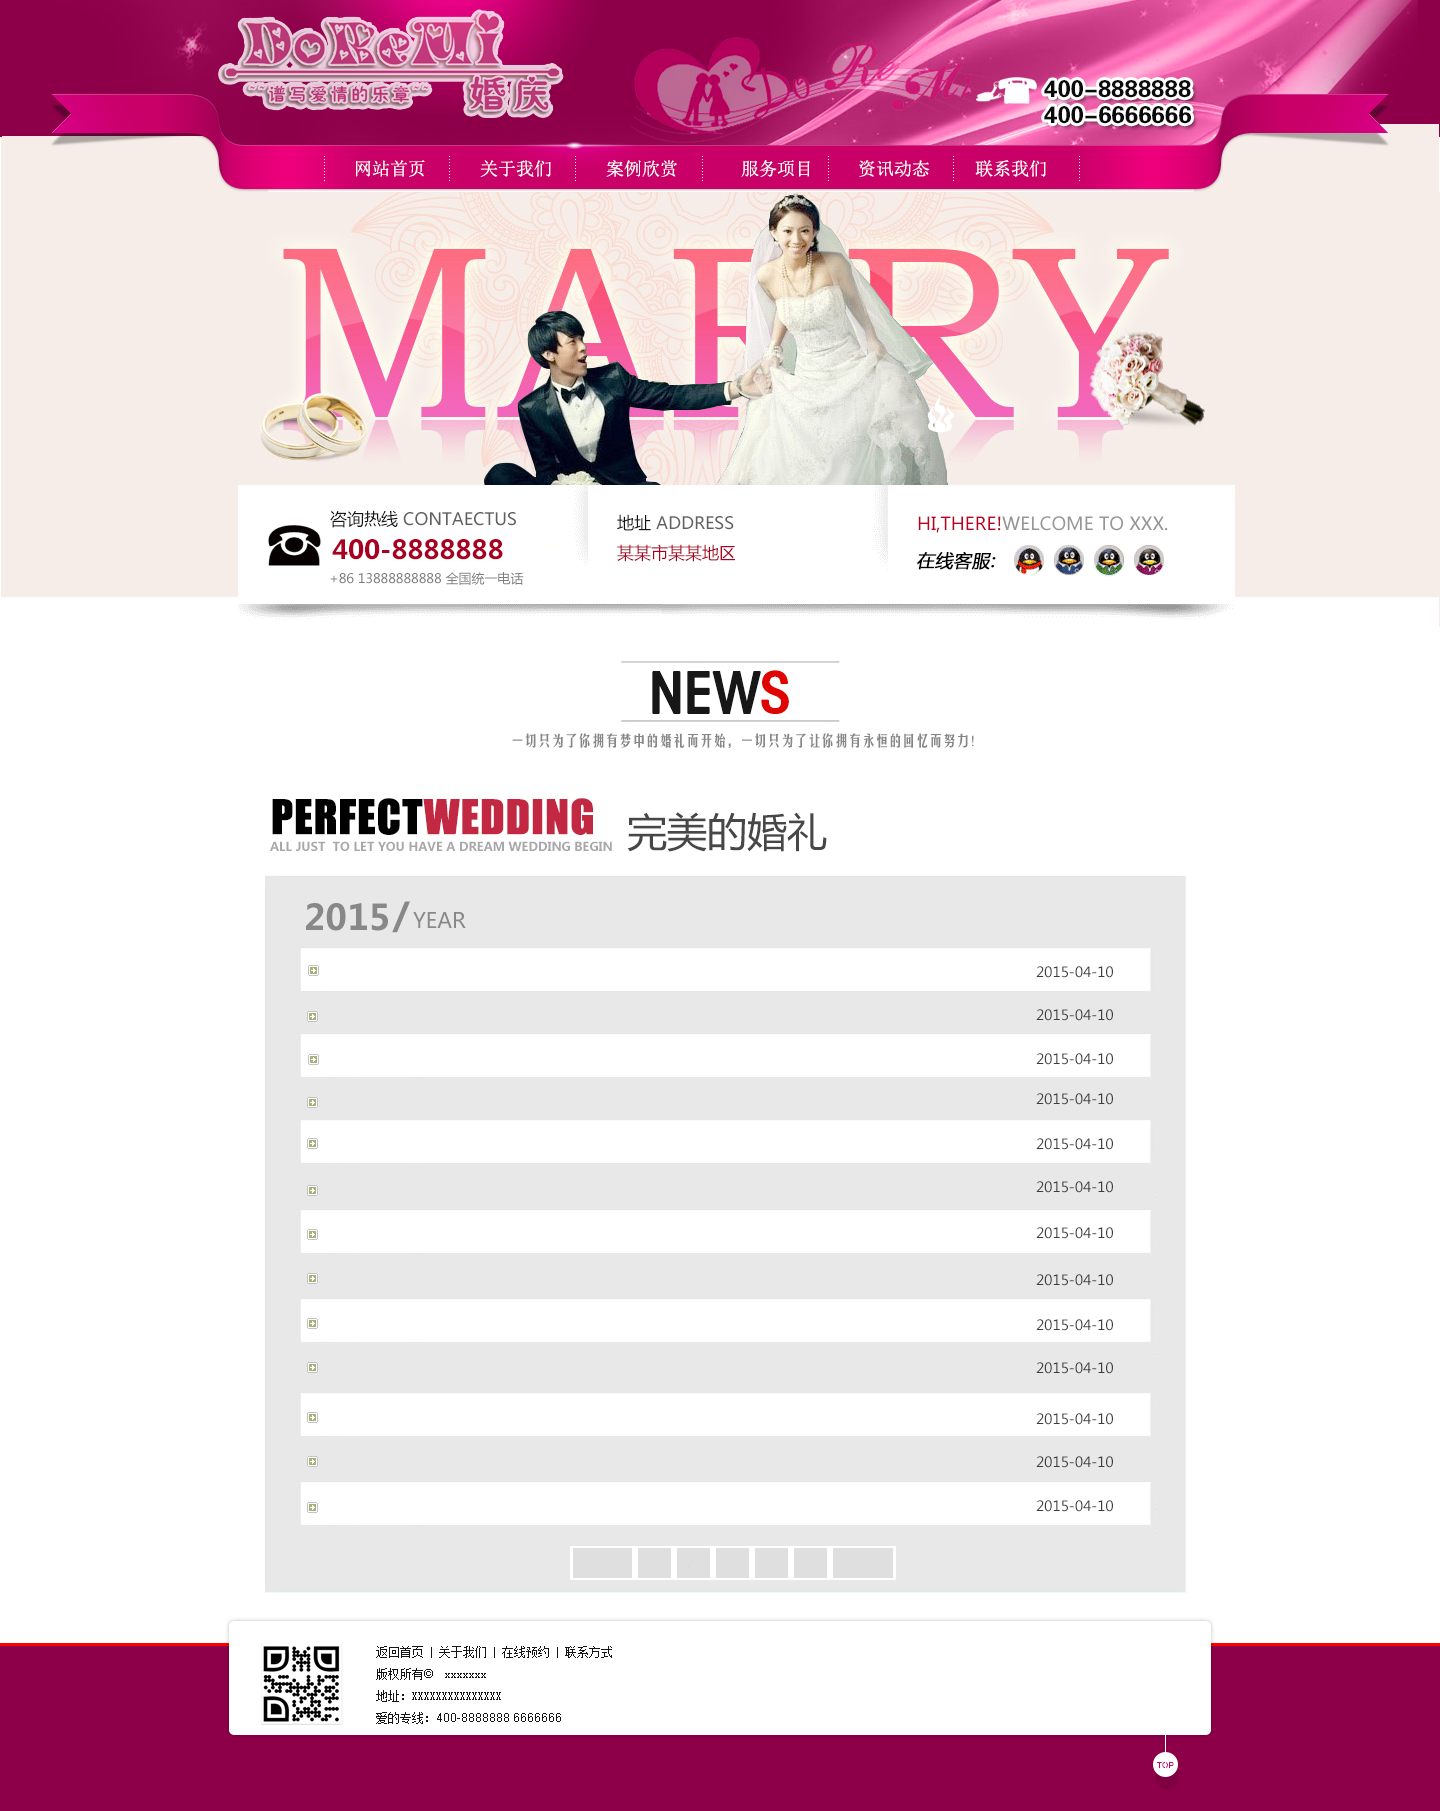 DoReMi
谱写爱情的乐章 婚庆
Do Re Mi
400-8888888
400-6666666
网站首页 关于我们 案例欣赏 服务项目 资讯动态 联系我们
MARRY
咨询热线 CONTAECTUS
400-8888888
+86 13888888888 全国统一电话
地址 ADDRESS
某某市某某地区
HI,THERE!WELCOME TO XXX.
在线客服:
NEWS
一切只为了你拥有梦中的婚礼而开始，一切只为了让你拥有永恒的回忆而努力!
PERFECTWEDDING
ALL JUST TO LET YOU HAVE A DREAM WEDDING BEGIN
完美的婚礼
2015/YEAR
2015-04-10
2015-04-10
2015-04-10
2015-04-10
2015-04-10
2015-04-10
2015-04-10
2015-04-10
2015-04-10
2015-04-10
2015-04-10
2015-04-10
2015-04-10
返回首页 | 关于我们 | 在线预约 | 联系方式
版权所有© xxxxxxx
地址：XXXXXXXXXXXXXXX
爱的专线：400-8888888 6666666
TOP